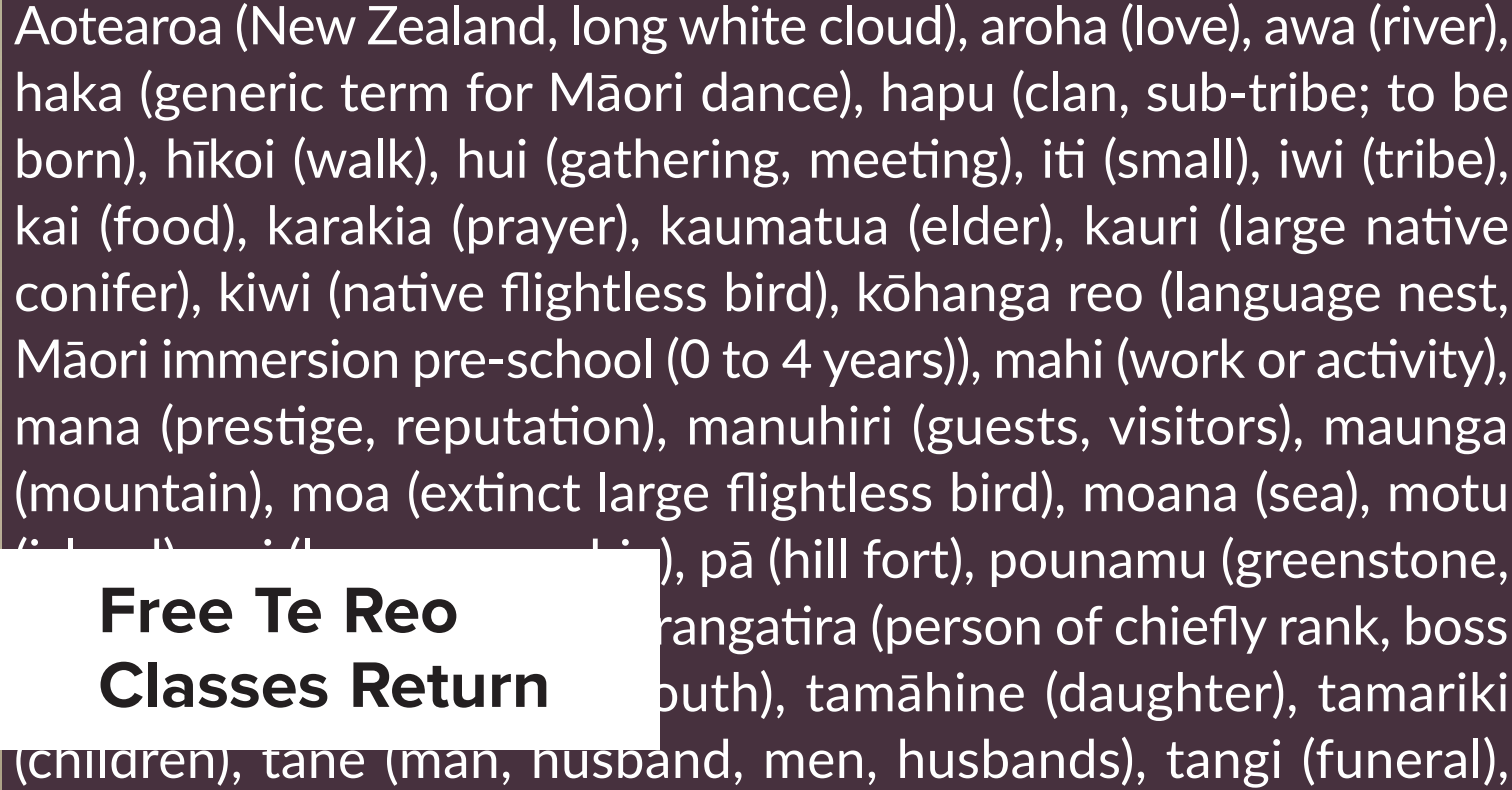 Aotearoa (New Zealand, long white cloud), aroha (love), awa (river),
haka (generic term for Māori dance), hapu (clan, sub-tribe; to be
born), hīkoi (walk), hui (gathering, meeting), iti (small), iwi (tribe),
kai (food), karakia (prayer), kaumatua (elder), kauri (large native
conifer), kiwi (native flightless bird), kōhanga reo (language nest,
Māori immersion pre-school (0 to 4 years)), mahi (work or activity),
mana (prestige, reputation), manuhiri (guests, visitors), maunga
(mountain), moa (extinct large flightless bird), moana (sea), motu
), pā (hill fort), pounamu (greenstone,
rangatira (person of chiefly rank, boss
outh), tamāhine (daughter), tamariki
(children), tane (man, husband, men, husbands), tangi (funeral),
Free Te Reo
Classes Return